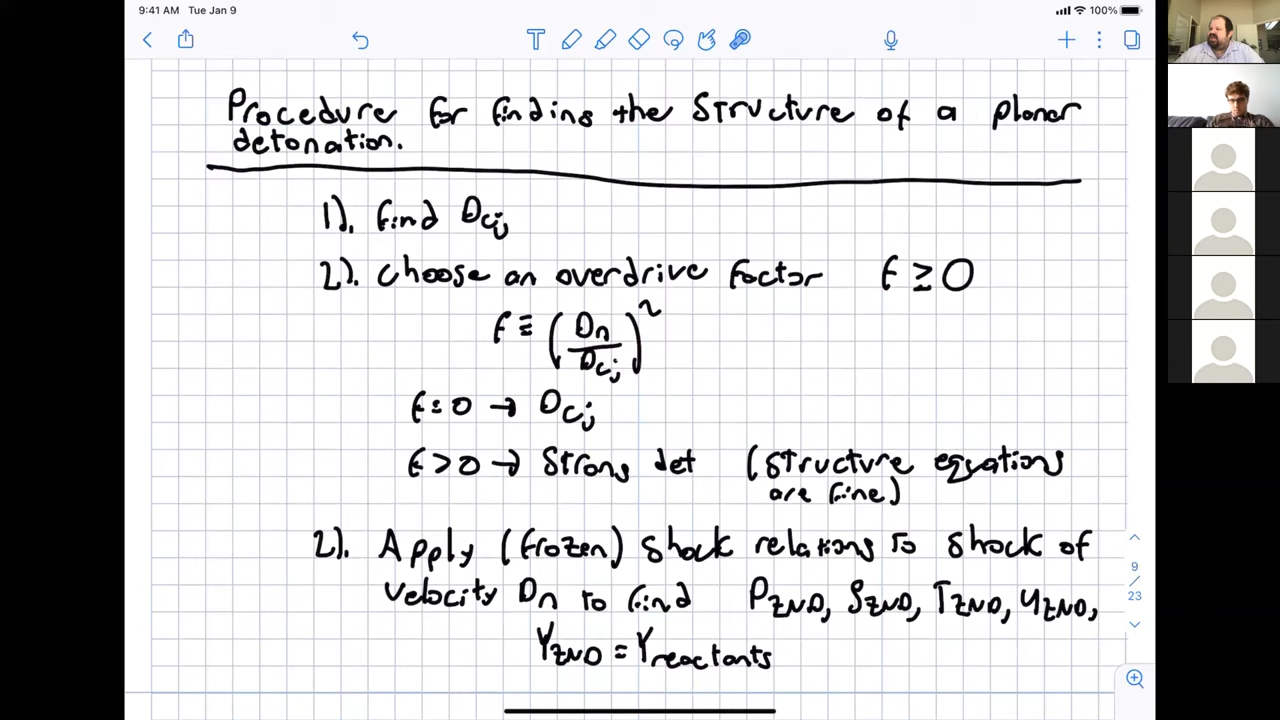 9:41 AM Tue Jan 9
100%
Procedure for finding the structure of a planar
detonation.
1). Find Dcj
2). Choose an overdrive factor f ≥ 0
f ≡ (Dn/Dcj)^2
f=0 → Dcj
f>0 → Strong det (structure equations
are fine)
2). Apply (frozen) shock relations to shock of
velocity Dn to find PZND, ρZND, TZND, uZND,
YZND = Yreactants
9
/
23